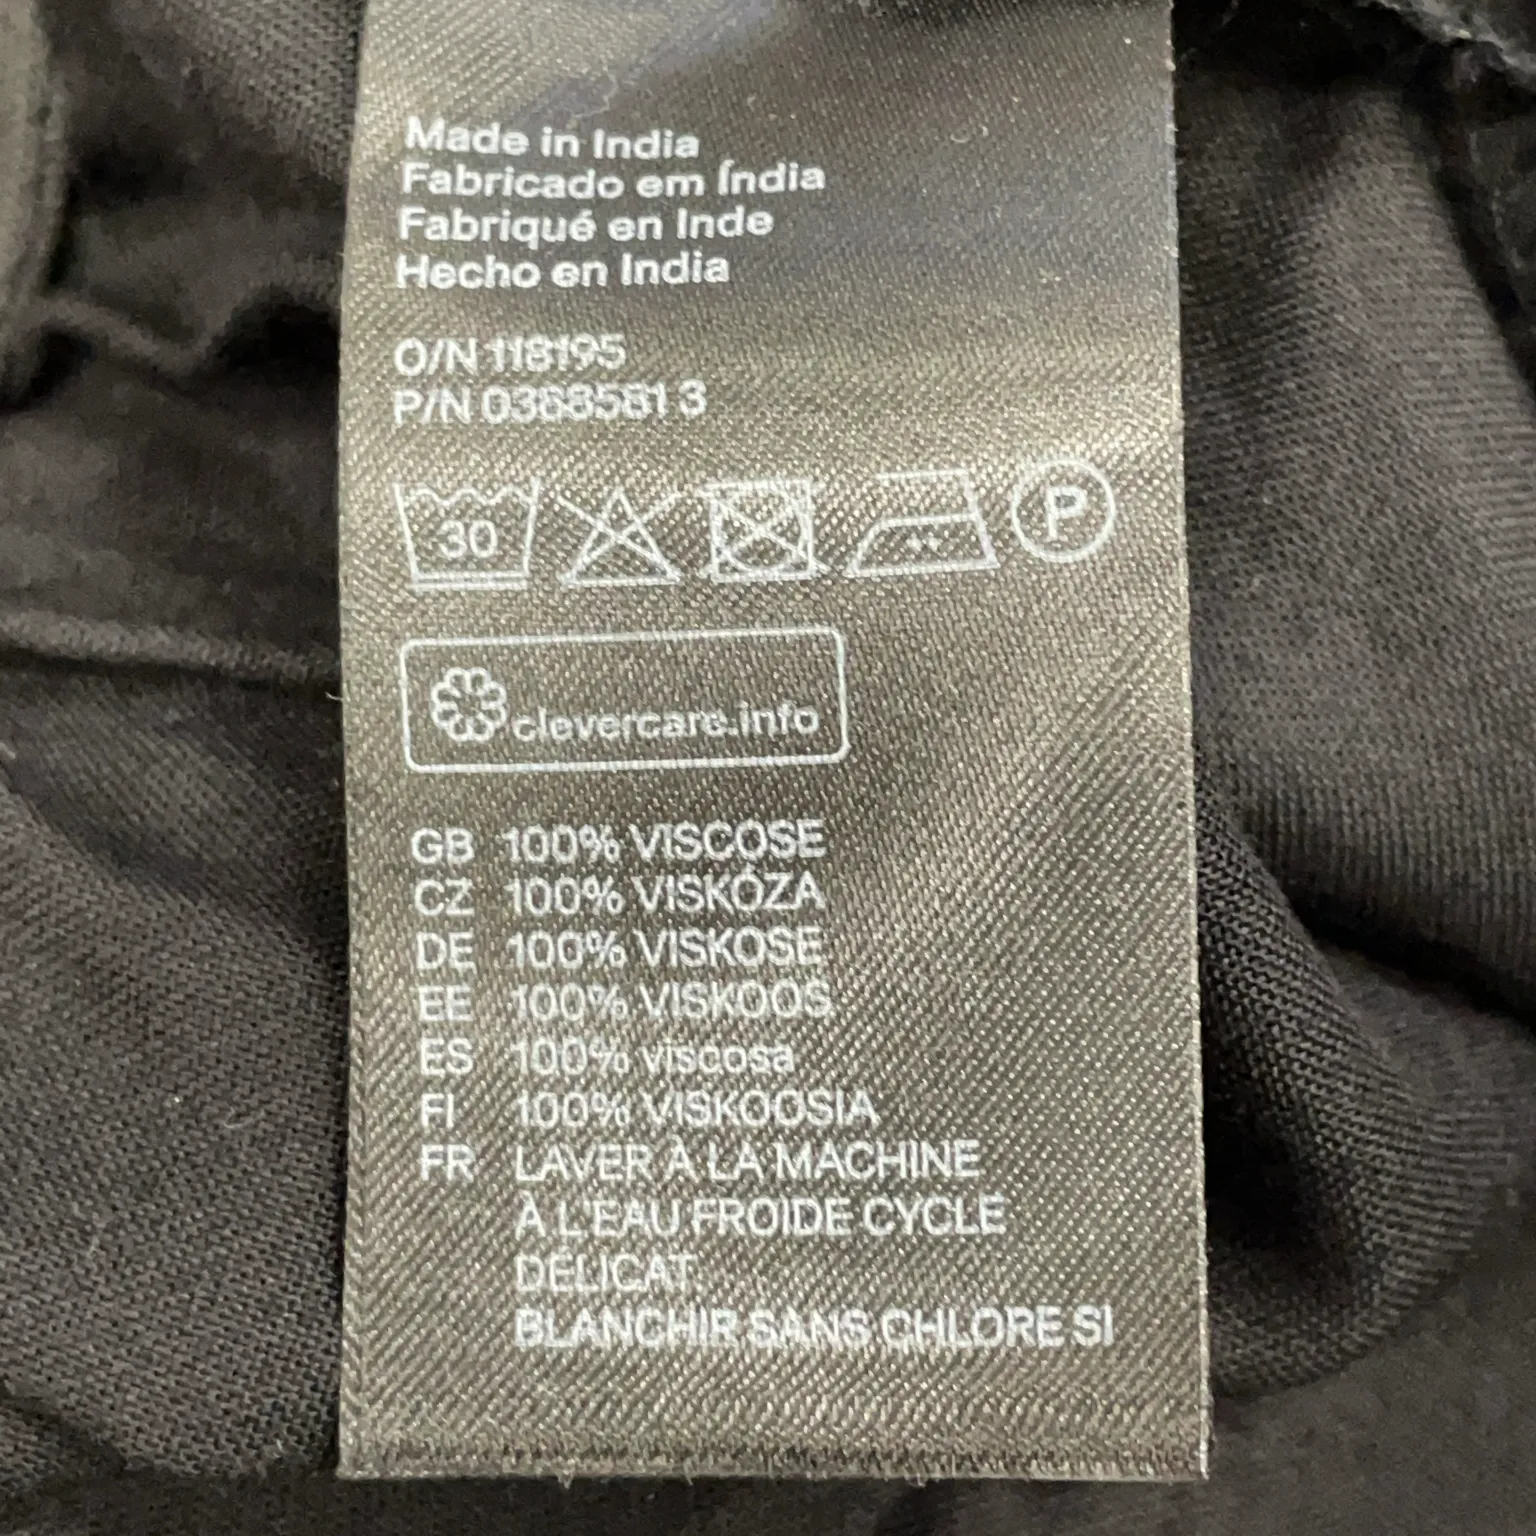 Made in India
Fabricado em Índia
Fabriqué en Inde
Hecho en India
O/N 118195
P/N 03685581 3
30
P
clevercare.info
GB 100% VISCOSE
CZ 100% VISKÓZA
DE 100% VISKOSE
EE 100% VISKOOS
ES 100% viscosa
FI 100% VISKOOSIA
FR LAVER À LA MACHINE
À L'EAU FROIDE CYCLE
DÉLICAT.
BLANCHIR SANS CHLORE SI